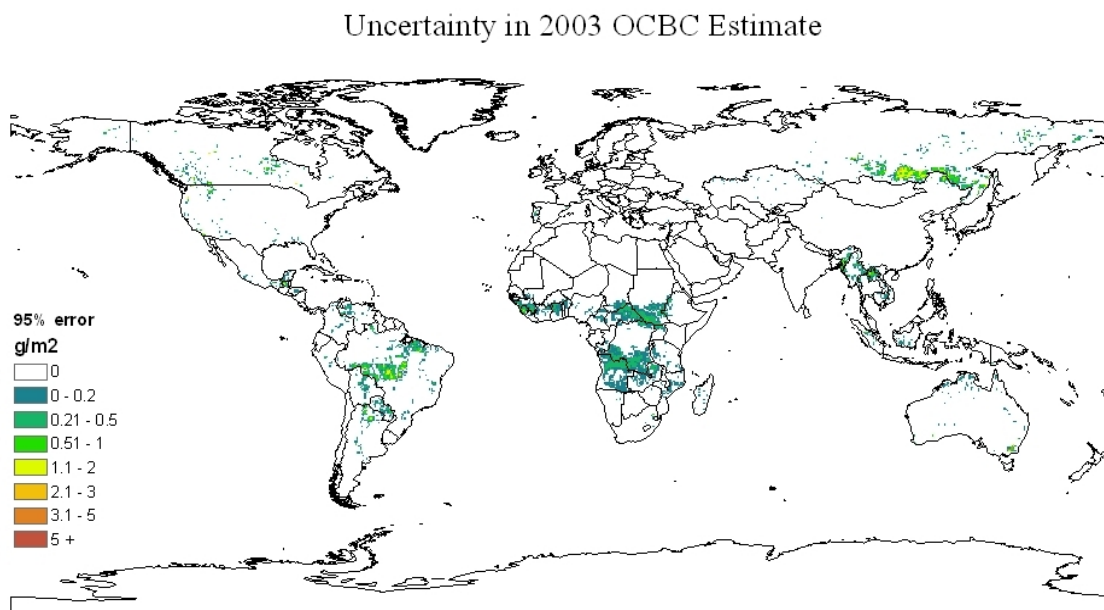 Uncertainty in 2003 OCBC Estimate
95% error
g/m2
0
0 - 0.2
0.21 - 0.5
0.51 - 1
1.1 - 2
2.1 - 3
3.1 - 5
5 +